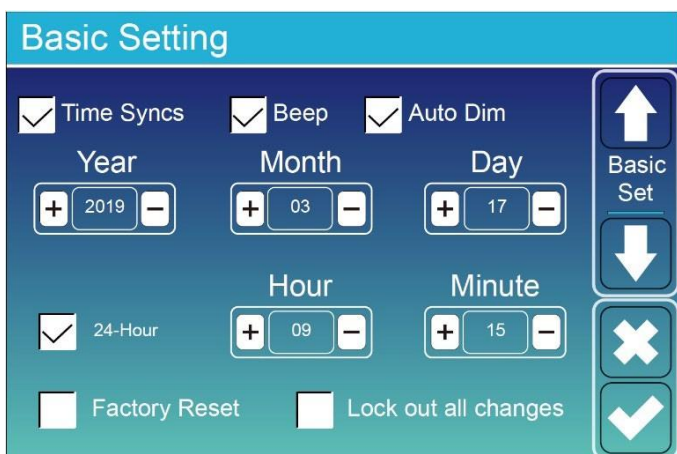 Basic Setting
Time Syncs Beep Auto Dim
Year Month Day
+ 2019 − + 03 − + 17 −
Basic
Set
Hour Minute
24-Hour + 09 − + 15 −
Factory Reset Lock out all changes